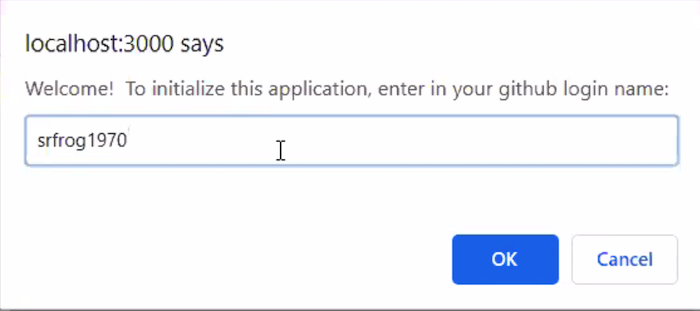 localhost:3000 says
Welcome!  To initialize this application, enter in your github login name:
srfrog1970
OK
Cancel